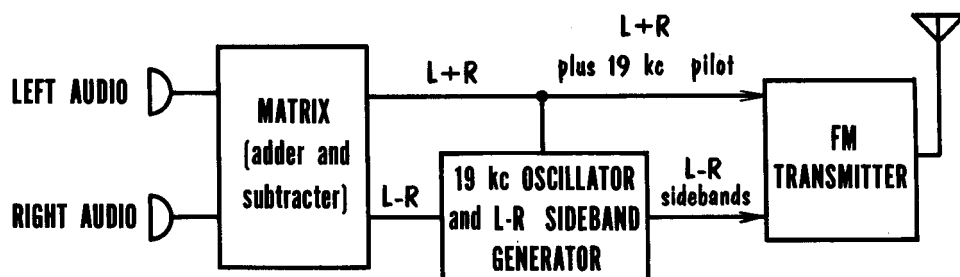 LEFT AUDIO
RIGHT AUDIO
MATRIX
(adder and
subtracter)
L+R
L-R
L+R
plus 19 kc pilot
19 kc OSCILLATOR
and L-R SIDEBAND
GENERATOR
L-R
sidebands
FM
TRANSMITTER